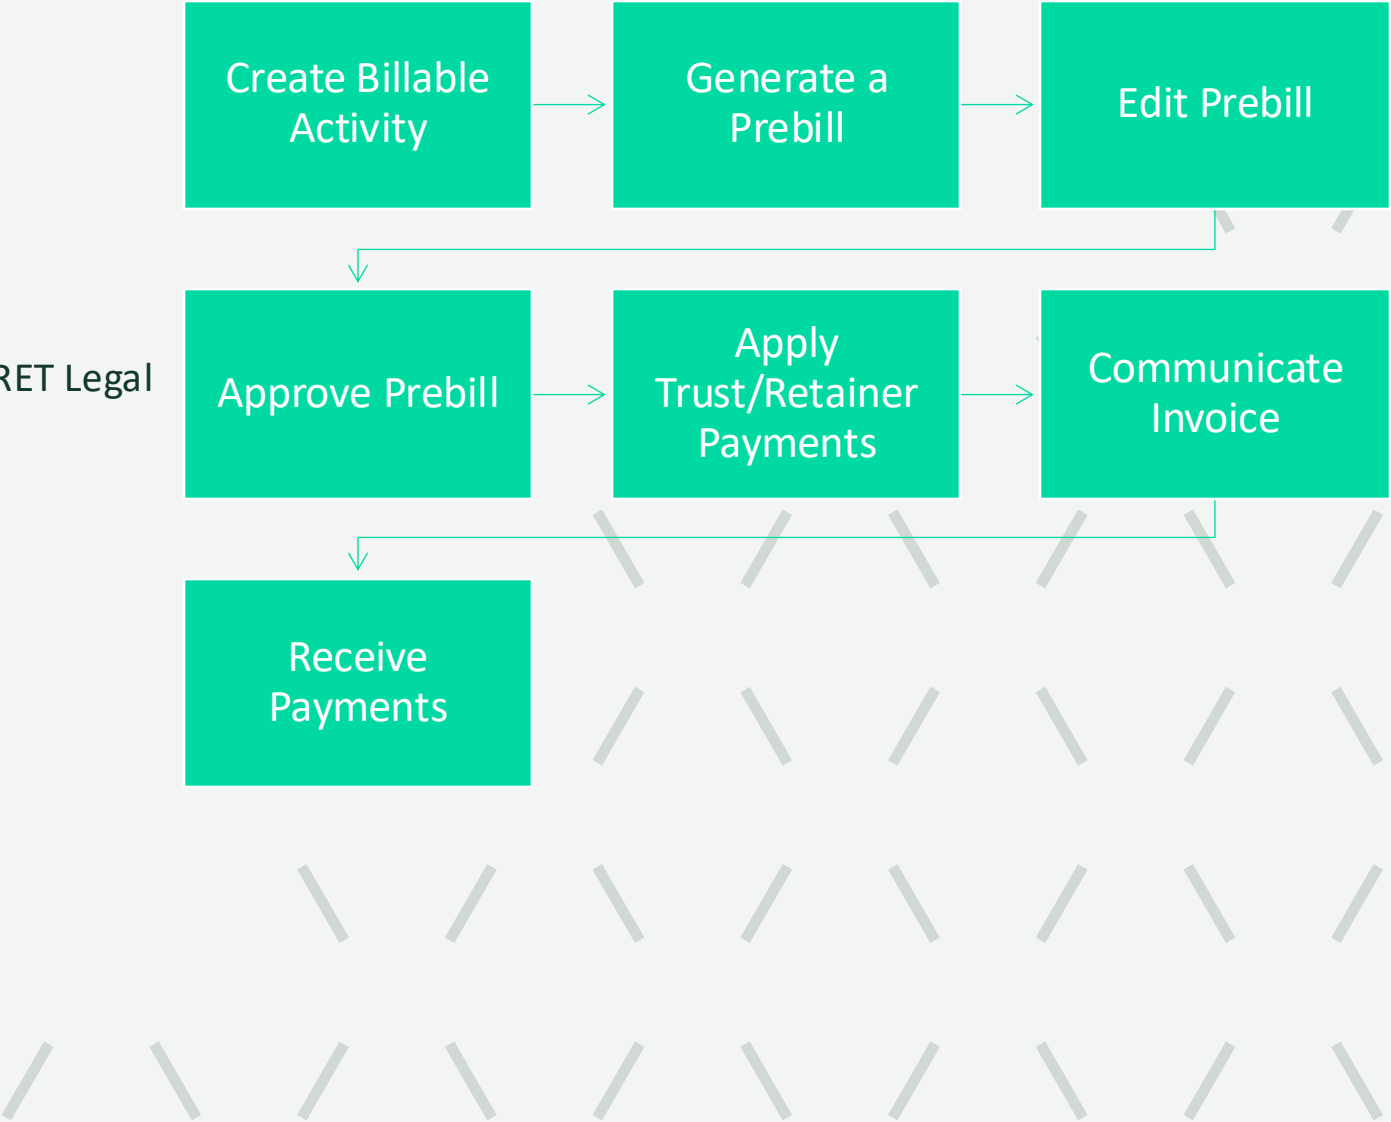 Create Billable
Activity
Generate a
Prebill
Edit Prebill
RET Legal
Approve Prebill
Apply
Trust/Retainer
Payments
Communicate
Invoice
Receive
Payments